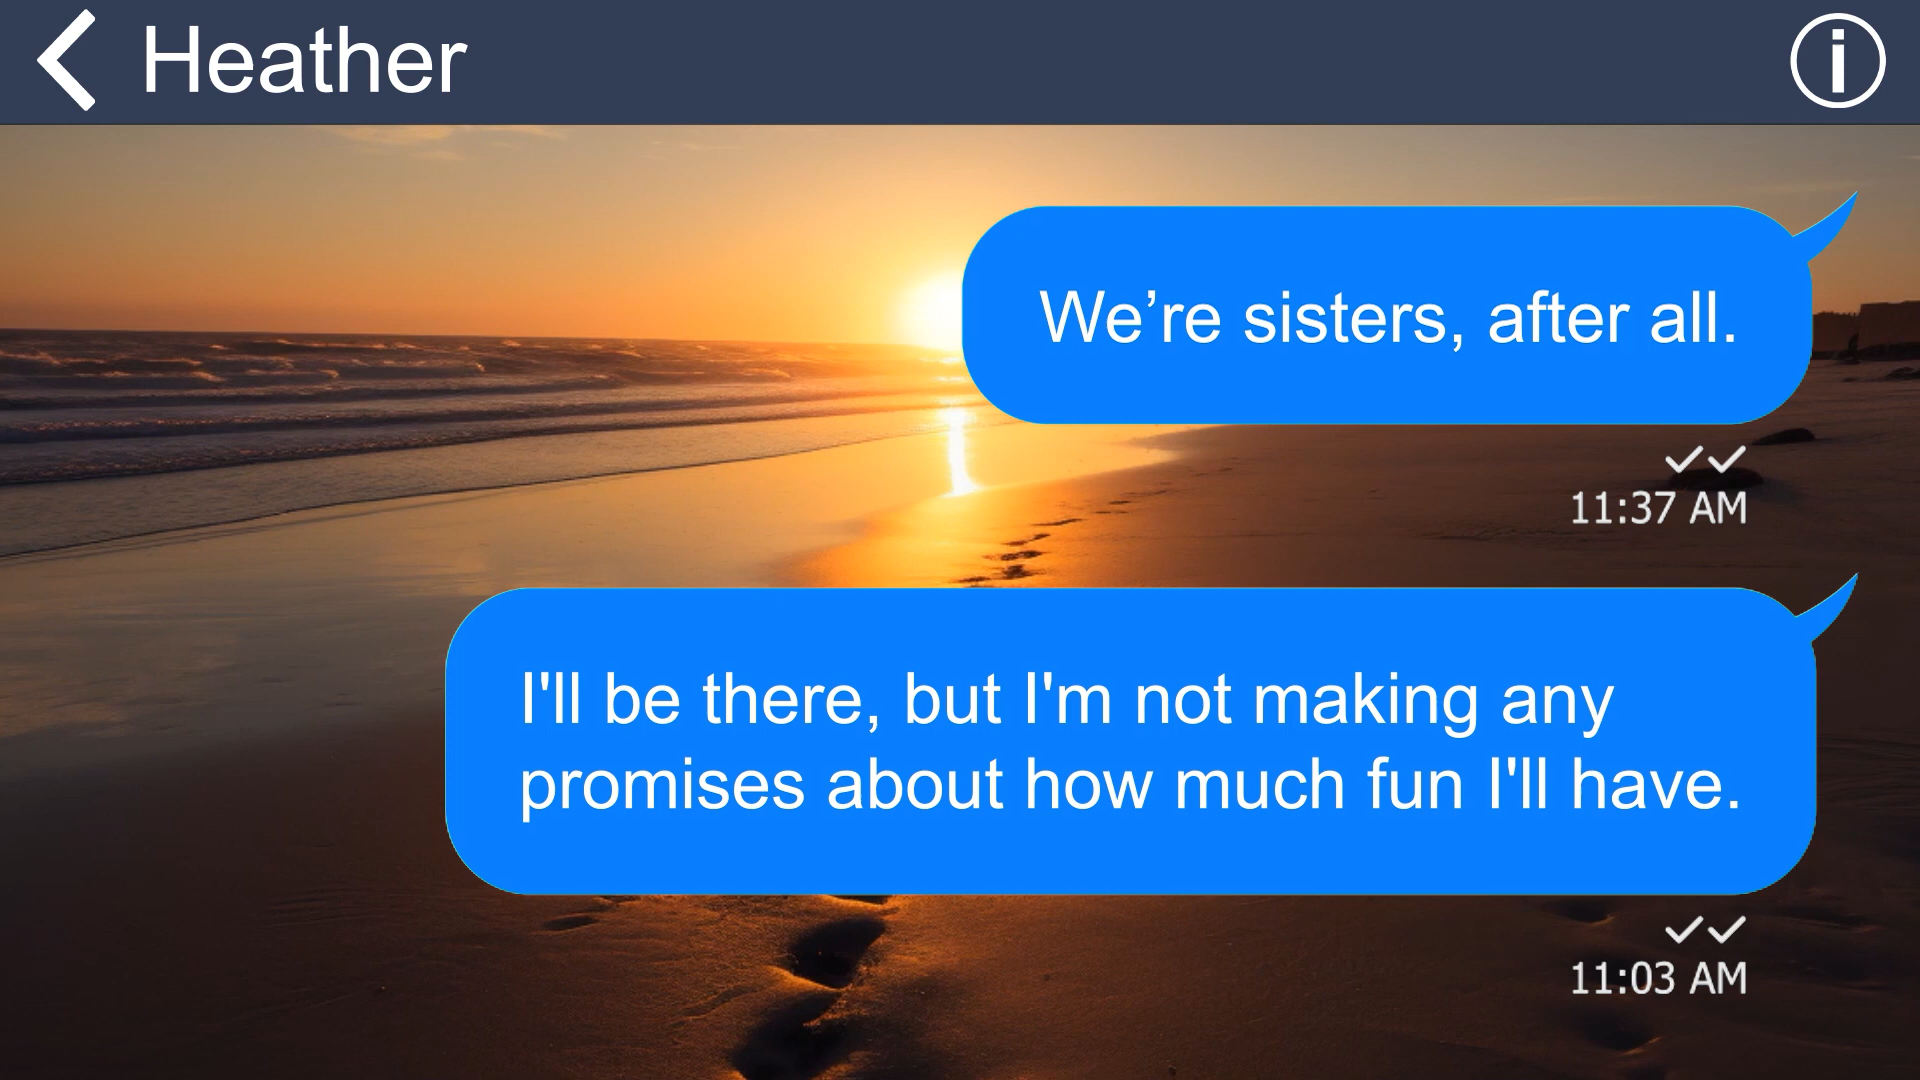 Heather
We’re sisters, after all.
11:37 AM
I'll be there, but I'm not making any
promises about how much fun I'll have.
11:03 AM